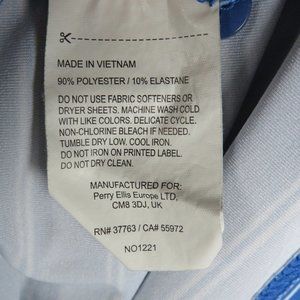 MADE IN VIETNAM
90% POLYESTER / 10% ELASTANE
DO NOT USE FABRIC SOFTENERS OR
DRYER SHEETS. MACHINE WASH COLD
WITH LIKE COLORS. DELICATE CYCLE.
NON-CHLORINE BLEACH IF NEEDED.
TUMBLE DRY LOW. COOL IRON.
DO NOT IRON ON PRINTED LABEL.
DO NOT DRY CLEAN.
MANUFACTURED FOR:
Perry Ellis Europe LTD,
CM8 3DJ, UK
RN# 37763 / CA# 55972
NO1221